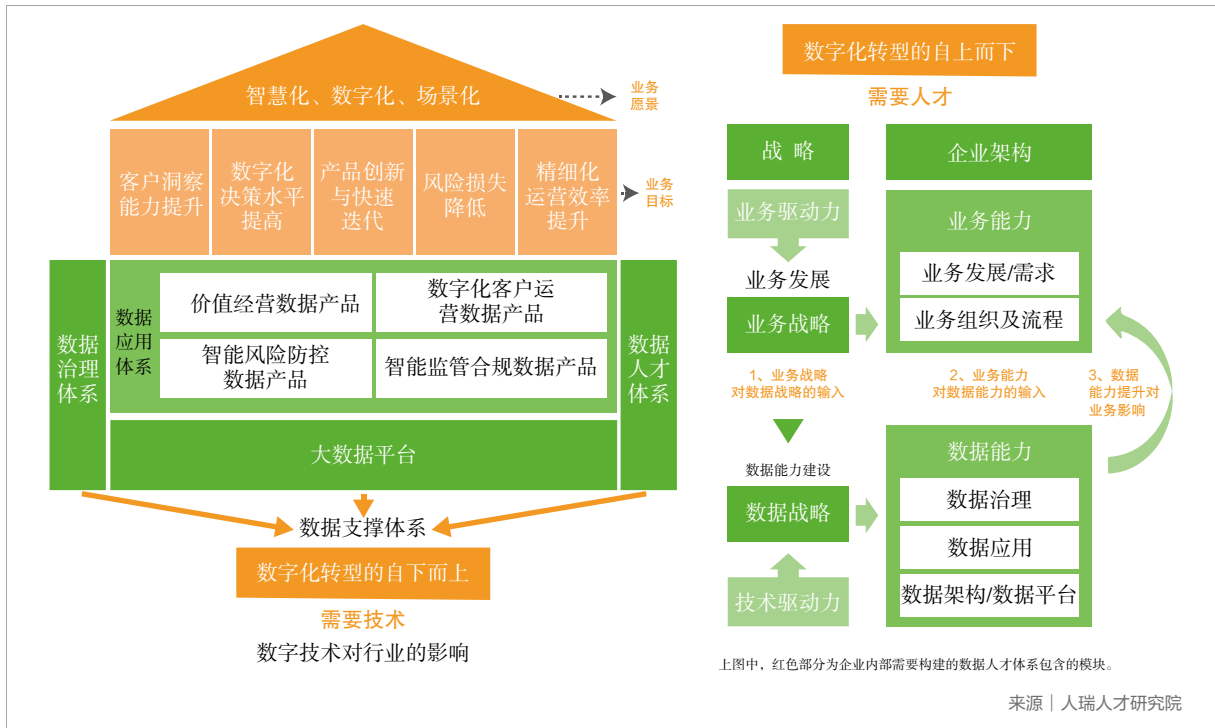 智慧化、数字化、场景化
业务
愿景
客户洞察
能力提升
数字化
决策水平
提高
产品创新
与快速
迭代
风险损失
降低
精细化
运营效率
提升
业务
目标
数据
治理
体系
数据
应用
体系
价值经营数据产品
数字化客户运
营数据产品
智能风险防控
数据产品
智能监管合规数据产品
数据
人才
体系
大数据平台
数据支撑体系
数字化转型的自下而上
需要技术
数字技术对行业的影响
数字化转型的自上而下
需要人才
战 略
企业架构
业务驱动力
业务发展
业务战略
业务能力
业务发展/需求
业务组织及流程
1、业务战略
对数据战略的输入
2、业务能力
对数据能力的输入
3、数据
能力提升对
业务影响
数据能力建设
数据战略
技术驱动力
数据能力
数据治理
数据应用
数据架构/数据平台
上图中，红色部分为企业内部需要构建的数据人才体系包含的模块。
来源｜人瑞人才研究院